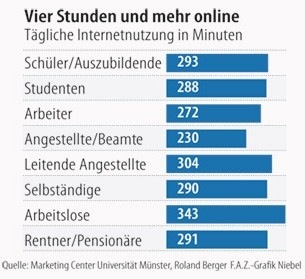 Vier Stunden und mehr online
Tägliche Internetnutzung in Minuten
Schüler/Auszubildende 293
Studenten 288
Arbeiter 272
Angestellte/Beamte 230
Leitende Angestellte 304
Selbständige 290
Arbeitslose 343
Rentner/Pensionäre 291
Quelle: Marketing Center Universität Münster, Roland Berger F.A.Z.-Grafik Niebel